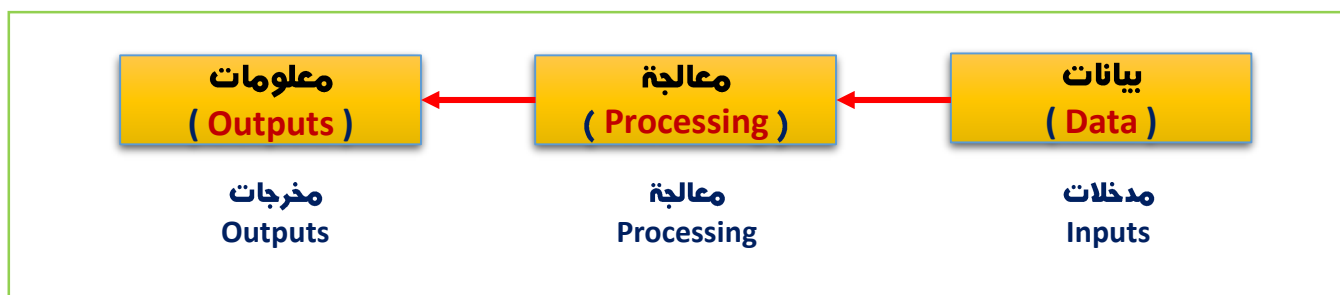 بيانات
( Data )
معالجة
( Processing )
معلومات
( Outputs )
مدخلات
Inputs
معالجة
Processing
مخرجات
Outputs